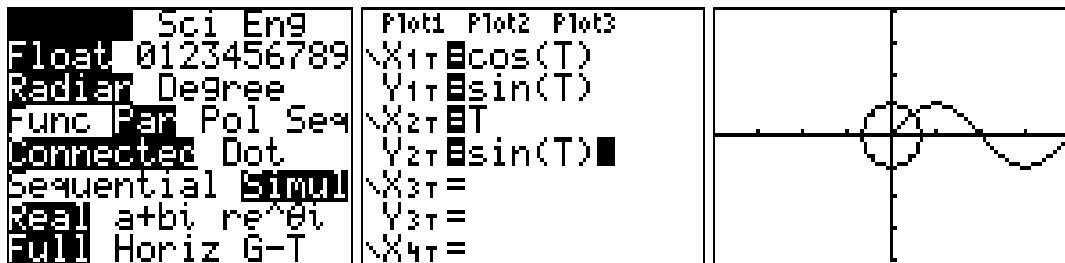 Sci Eng
Float 0123456789
Radian Degree
Func Par Pol Seq
Connected Dot
Sequential Simul
Real a+bi re^θi
Full Horiz G-T
Plot1 Plot2 Plot3
\X1T=cos(T)
Y1T=sin(T)
\X2T=T
Y2T=sin(T)
\X3T=
Y3T=
\X4T=